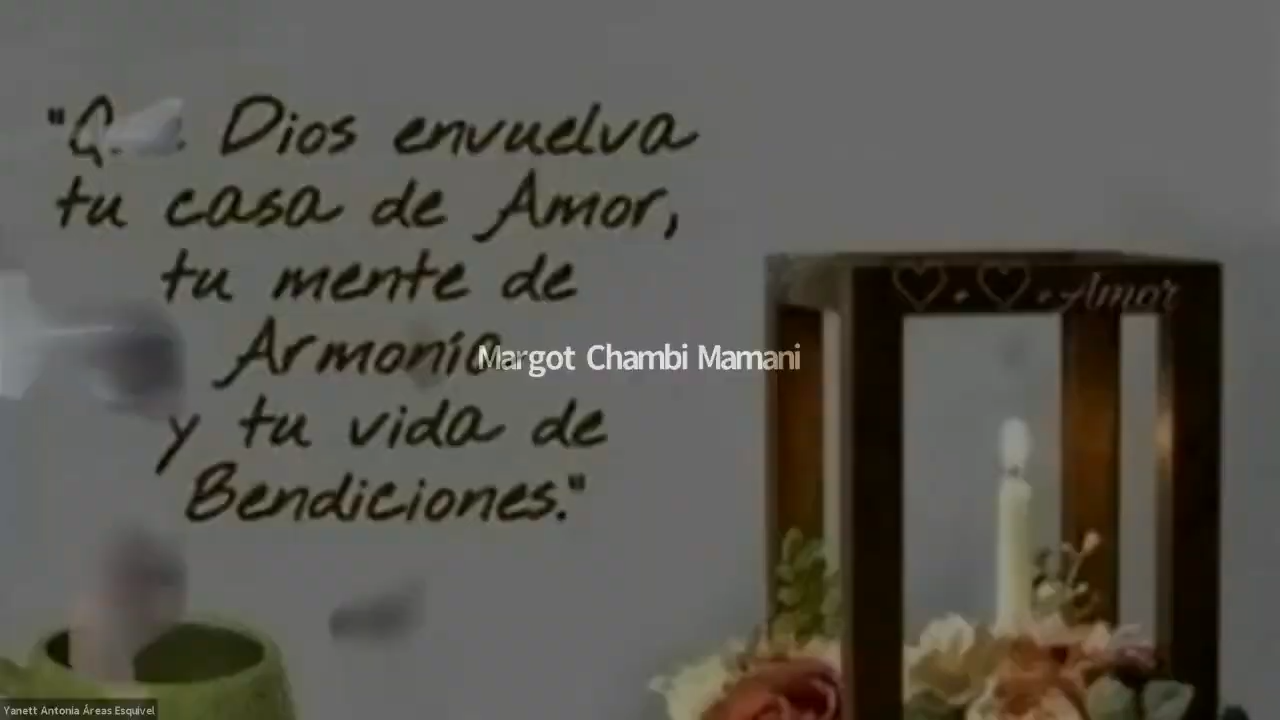 "Q... Dios envuelva
tu casa de Amor,
tu mente de
Armonía
y tu vida de
Bendiciones."
Amor
Margot Chambi Mamani
Yanett Antonia Áreas Esquivel